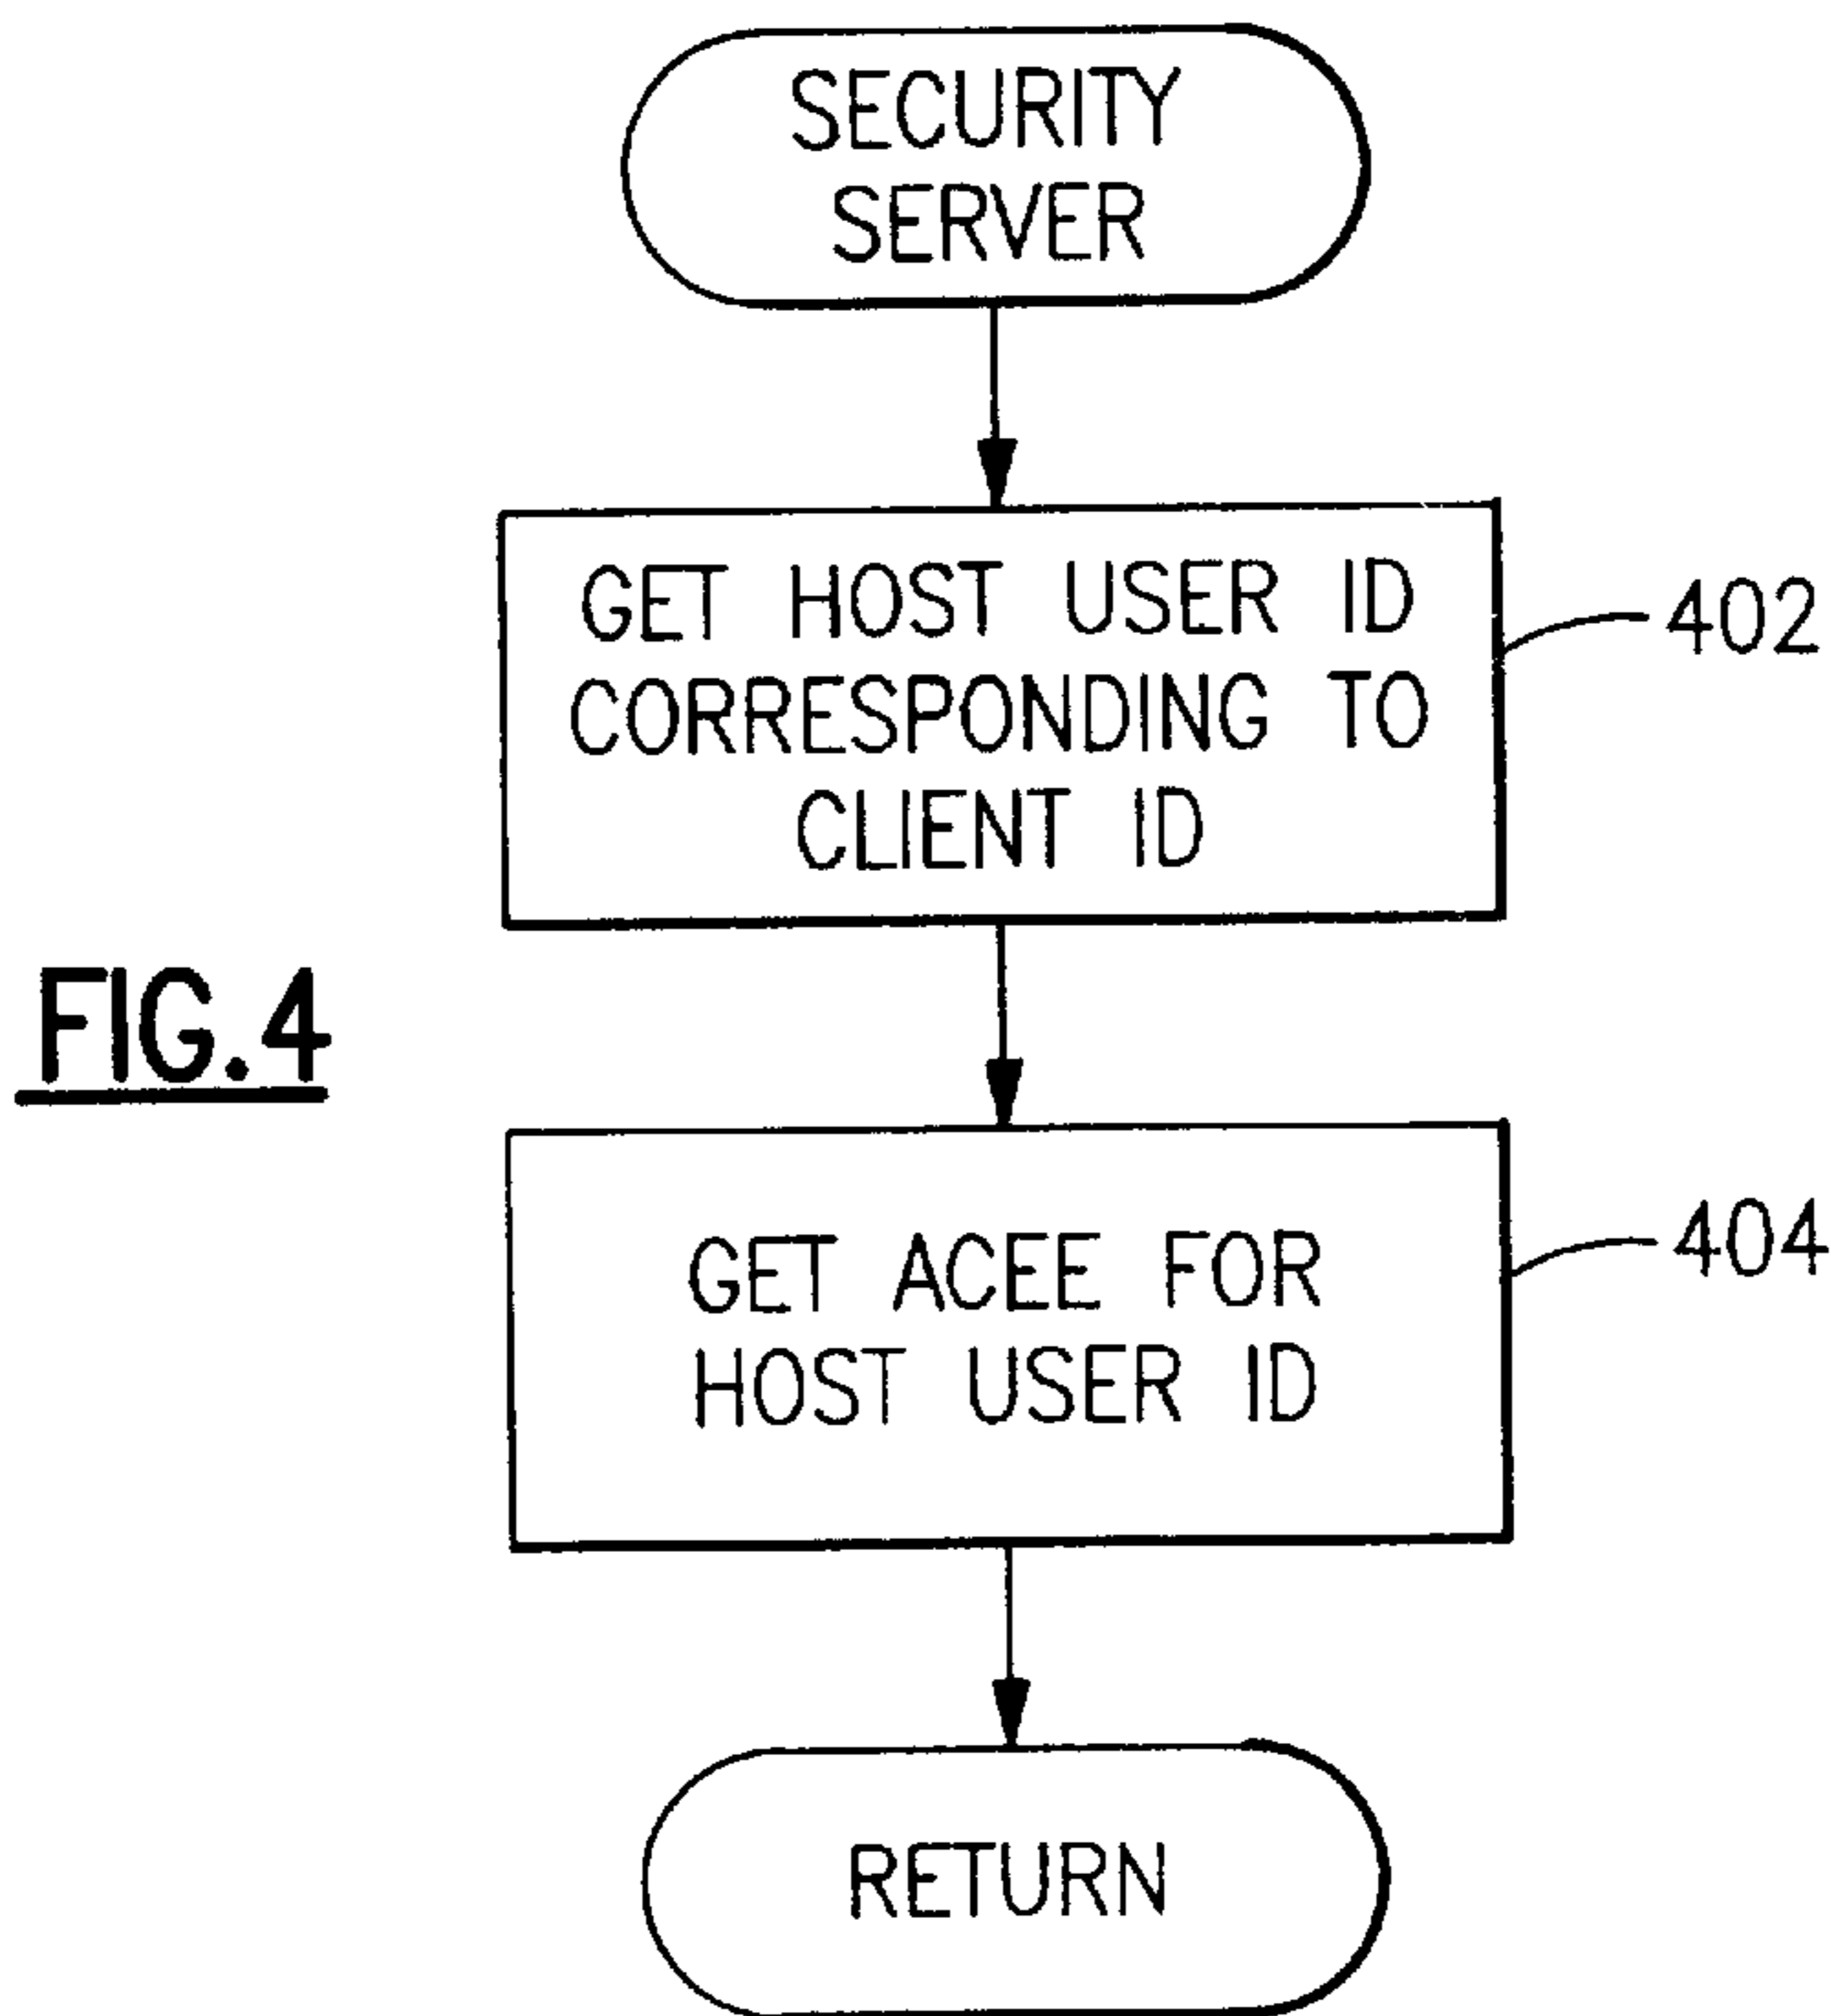 SECURITY
SERVER
GET HOST USER ID
CORRESPONDING TO
CLIENT ID
402
FIG.4
GET ACEE FOR
HOST USER ID
404
RETURN